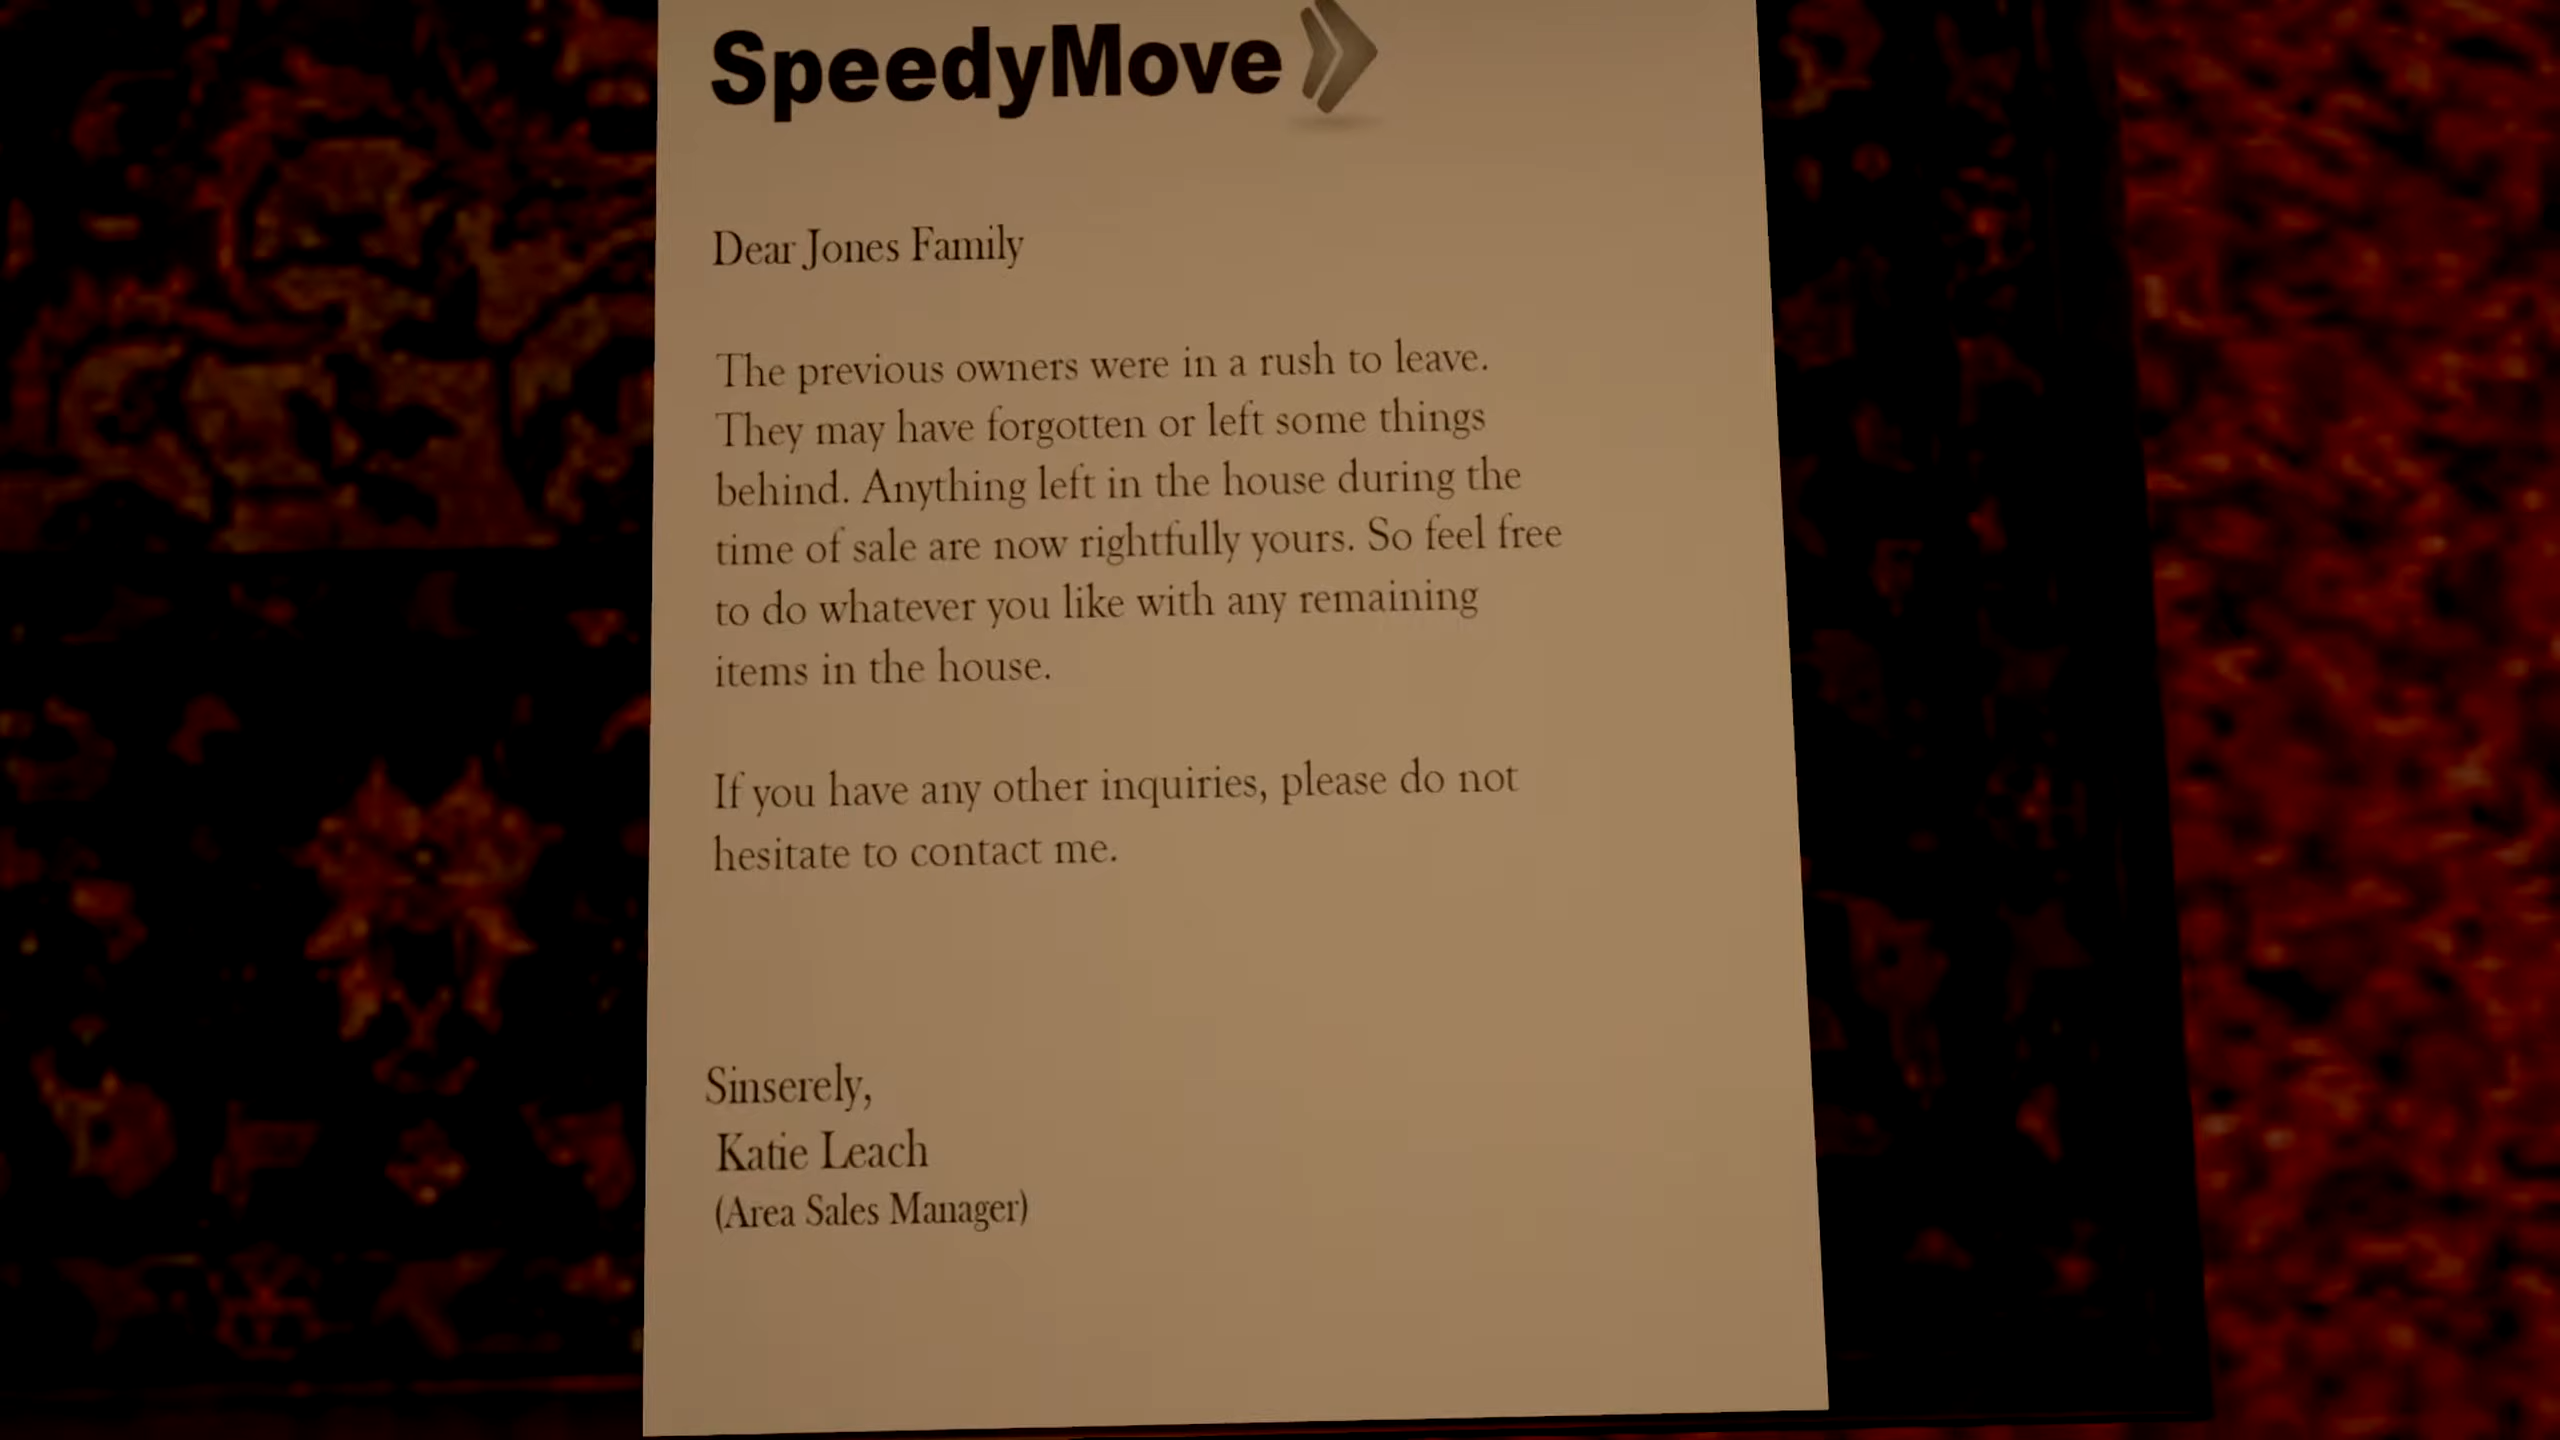 SpeedyMove
Dear Jones Family
The previous owners were in a rush to leave.
They may have forgotten or left some things
behind. Anything left in the house during the
time of sale are now rightfully yours. So feel free
to do whatever you like with any remaining
items in the house.
If you have any other inquiries, please do not
hesitate to contact me.
Sinserely,
Katie Leach
(Area Sales Manager)